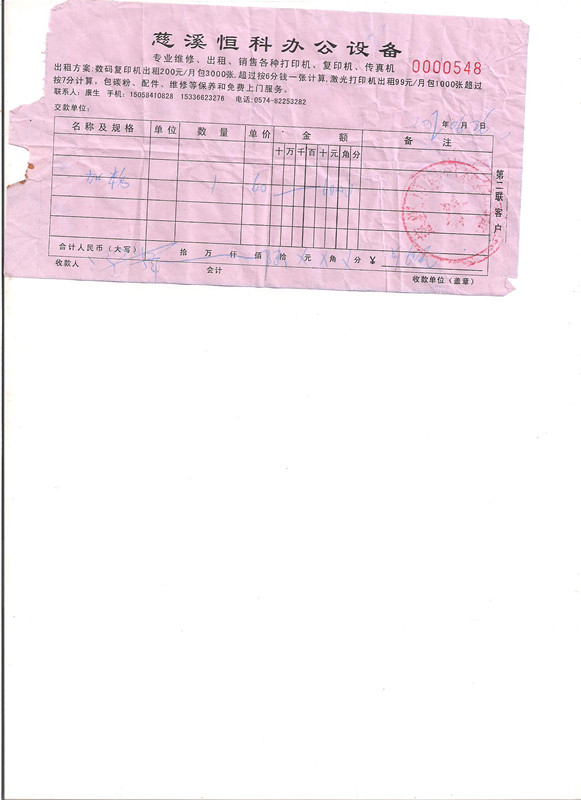 慈溪恒科办公设备
专业维修、出租、销售各种打印机、复印机、传真机
0000548
出租方案:数码复印机出租200元/月包3000张,超过按6分钱一张计算,激光打印机出租99元/月包1000张超过
按7分计算。包碳粉、配件、维修等保养和免费上门服务。
联系人：康生 手机：15058410828 15336623276 电话:0574-82253282
交款单位： 年 月 日
名称及规格 单位 数量 单价 金额 备注
十 万 千 百 十 元 角 分
加粉 1 60 6000
第二联客户
合计人民币（大写） 拾 万 仟 佰 拾 元 角 分 ¥
收款人 会计 收款单位（盖章）